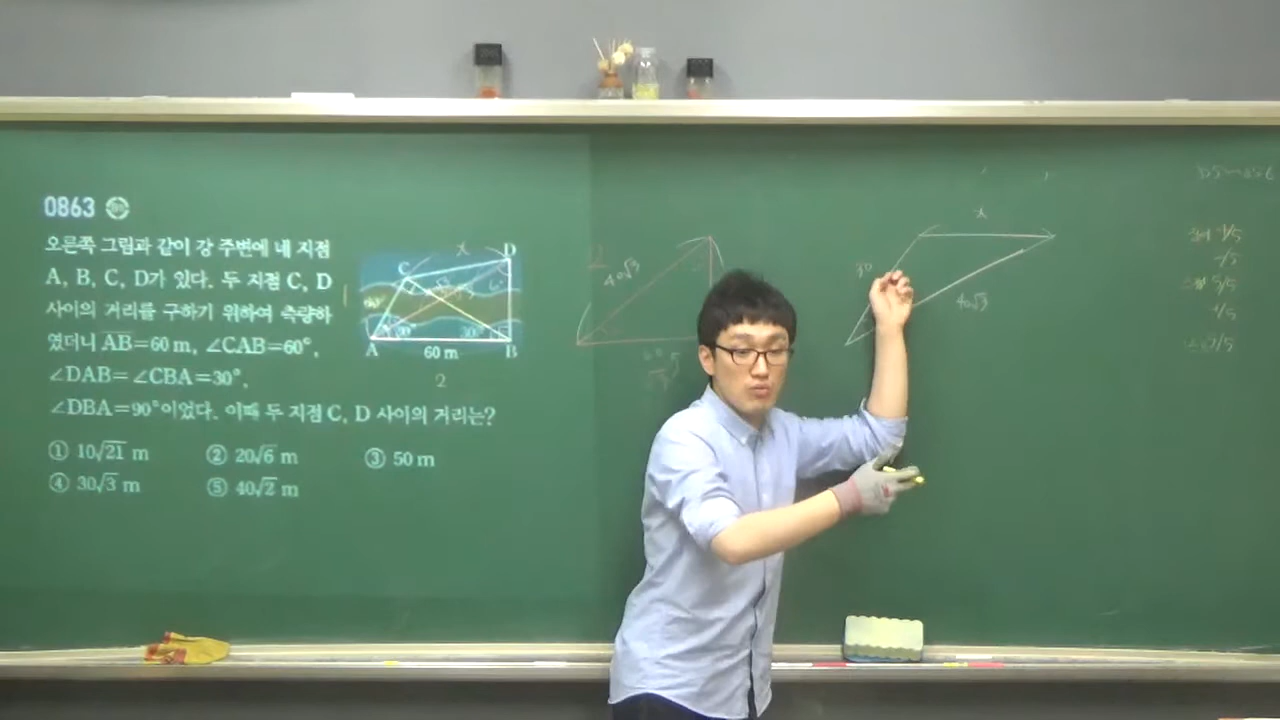 0863
오른쪽 그림과 같이 강 주변에 네 지점
A, B, C, D가 있다. 두 지점 C, D
사이의 거리를 구하기 위하여 측량하
였더니 AB=60 m, ∠CAB=60°,
∠DAB=∠CBA=30°,
∠DBA=90°이었다. 이때 두 지점 C, D 사이의 거리는?
① 10√21 m ② 20√6 m ③ 50 m
④ 30√3 m ⑤ 40√2 m
x
D
C
30°
A
60 m
B
2
2
40√3
x
30
40√3